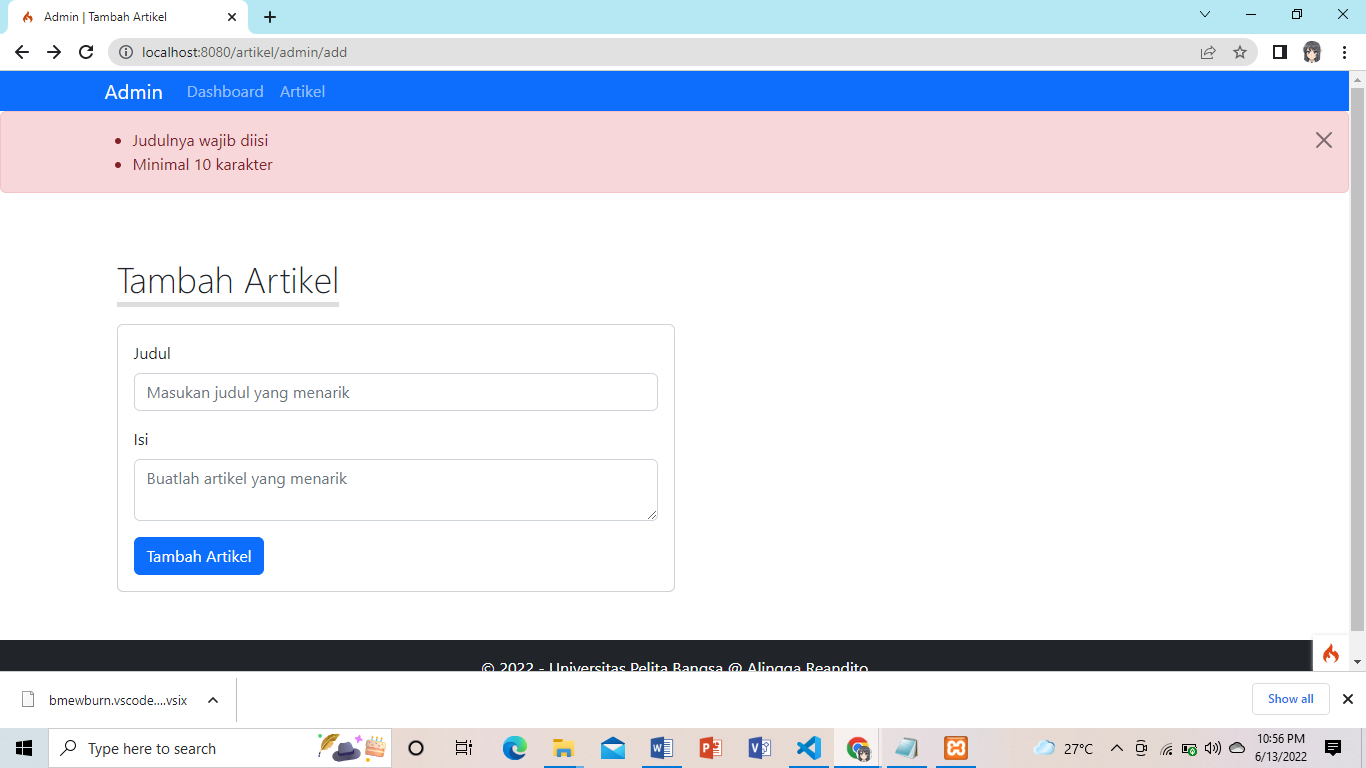 Admin | Tambah Artikel
localhost:8080/artikel/admin/add
Admin Dashboard Artikel
Judulnya wajib diisi
Minimal 10 karakter
Tambah Artikel
Judul
Masukan judul yang menarik
Isi
Buatlah artikel yang menarik
Tambah Artikel
© 2022 - Universitas Pelita Bangsa @ Alingga Reandito
bmewburn.vscode....vsix
Show all
Type here to search
27°C
10:56 PM
6/13/2022